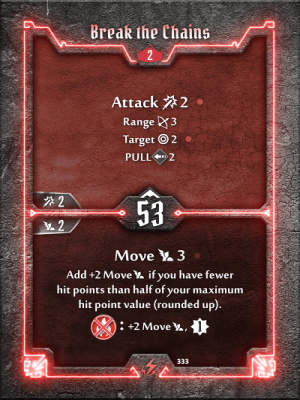 Break the Chains
2
Attack 2
Range 3
Target 2
PULL 2
2
53
2
Move 3
Add +2 Move if you have fewer
hit points than half of your maximum
hit point value (rounded up).
: +2 Move , 1
333